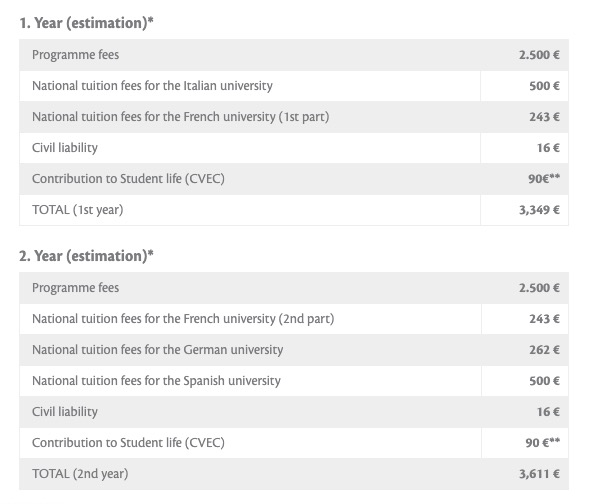 1. Year (estimation)*
Programme fees 2.500 €
National tuition fees for the Italian university 500 €
National tuition fees for the French university (1st part) 243 €
Civil liability 16 €
Contribution to Student life (CVEC) 90€**
TOTAL (1st year) 3,349 €
2. Year (estimation)*
Programme fees 2.500 €
National tuition fees for the French university (2nd part) 243 €
National tuition fees for the German university 262 €
National tuition fees for the Spanish university 500 €
Civil liability 16 €
Contribution to Student life (CVEC) 90 €**
TOTAL (2nd year) 3,611 €